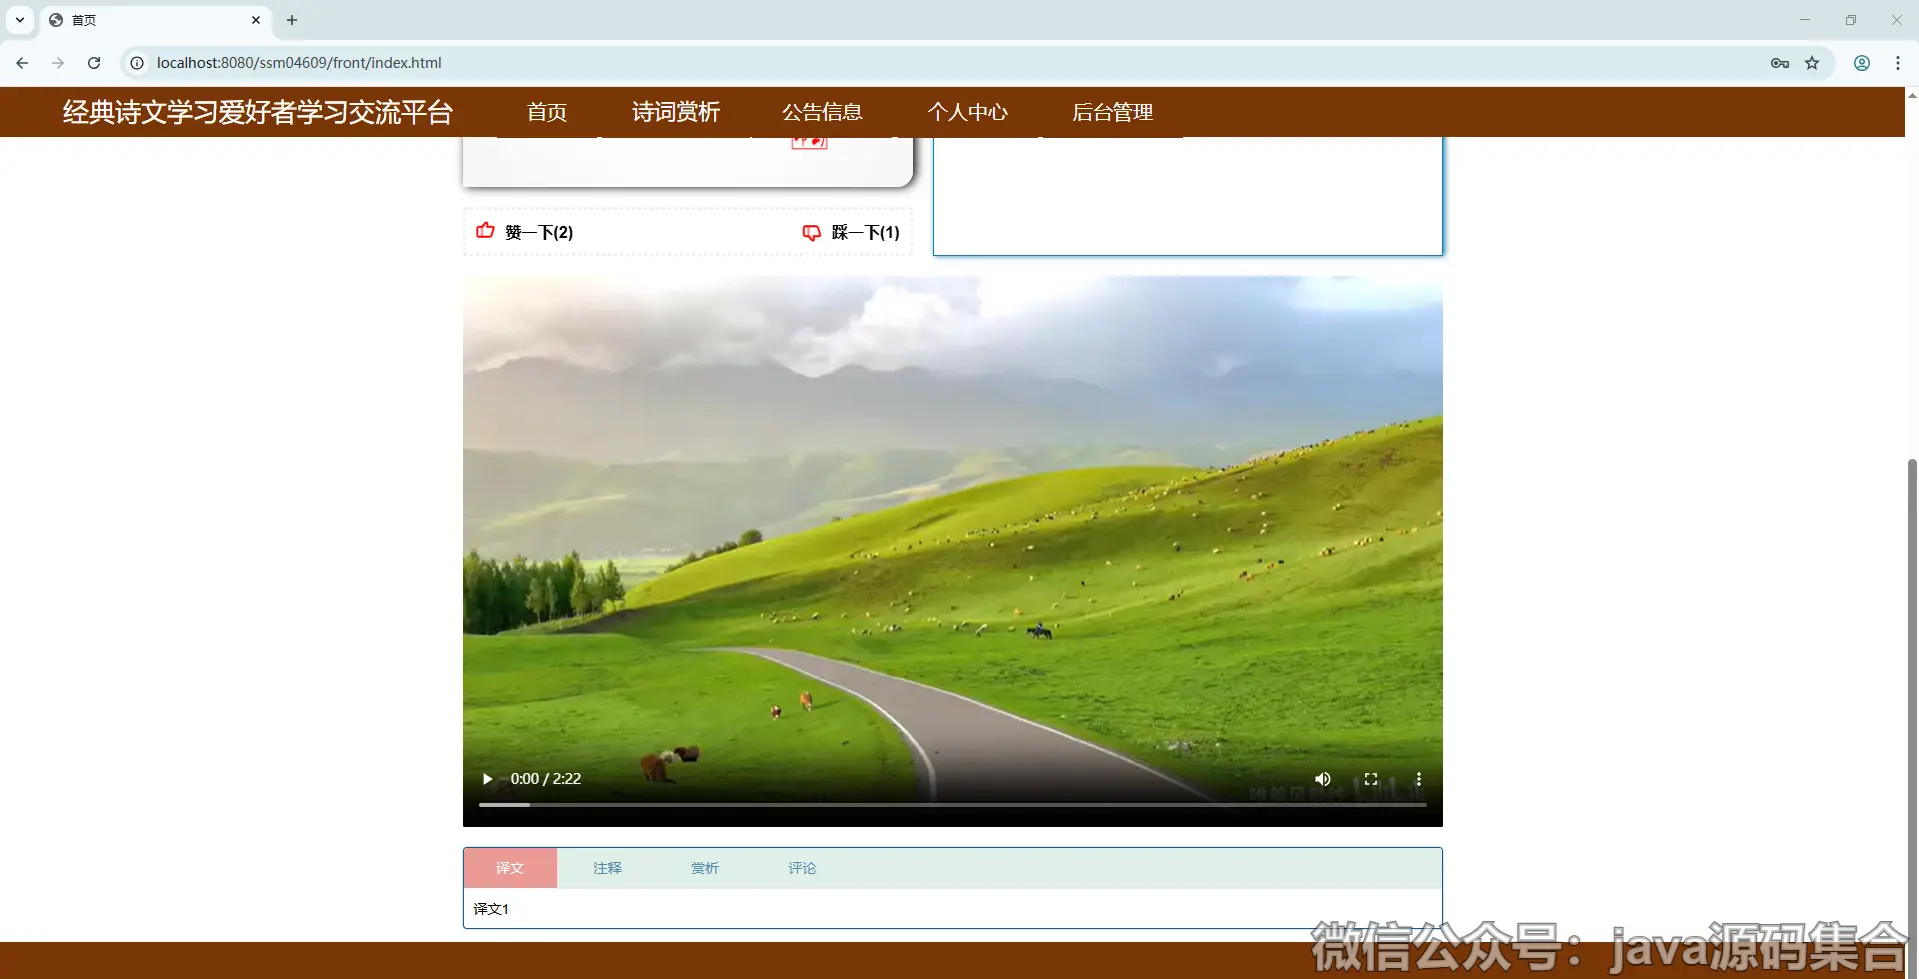 首页
localhost:8080/ssm04609/front/index.html
经典诗文学习爱好者学习交流平台 首页 诗词赏析 公告信息 个人中心 后台管理
赞一下(2) 踩一下(1)
0:00 / 2:22
译文 注释 赏析 评论
译文1
微信公众号：java源码集合